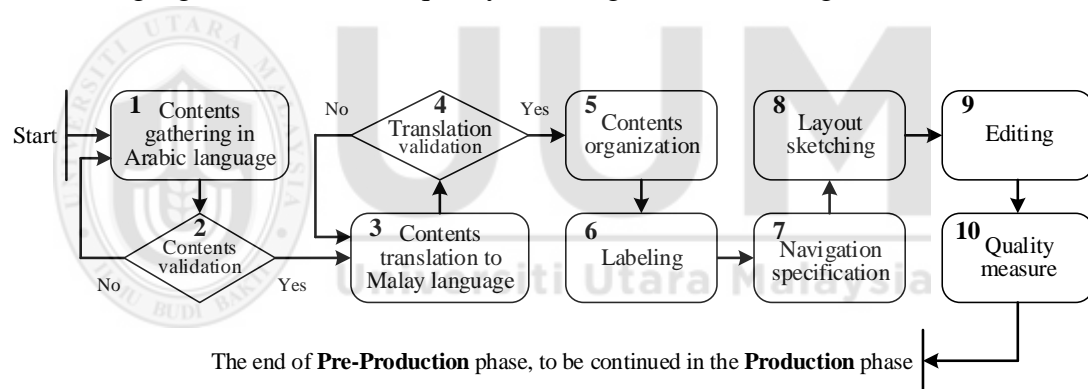 Start
1 Contents
gathering in
Arabic language
2
Contents
validation
No
Yes
3 Contents
translation to
Malay language
4
Translation
validation
No
Yes
5 Contents
organization
6
Labeling
7 Navigation
specification
8 Layout
sketching
9
Editing
10 Quality
measure
The end of Pre-Production phase, to be continued in the Production phase
UUM
Universiti Utara Malaysia
UNIVERSITI UTARA MALAYSIA